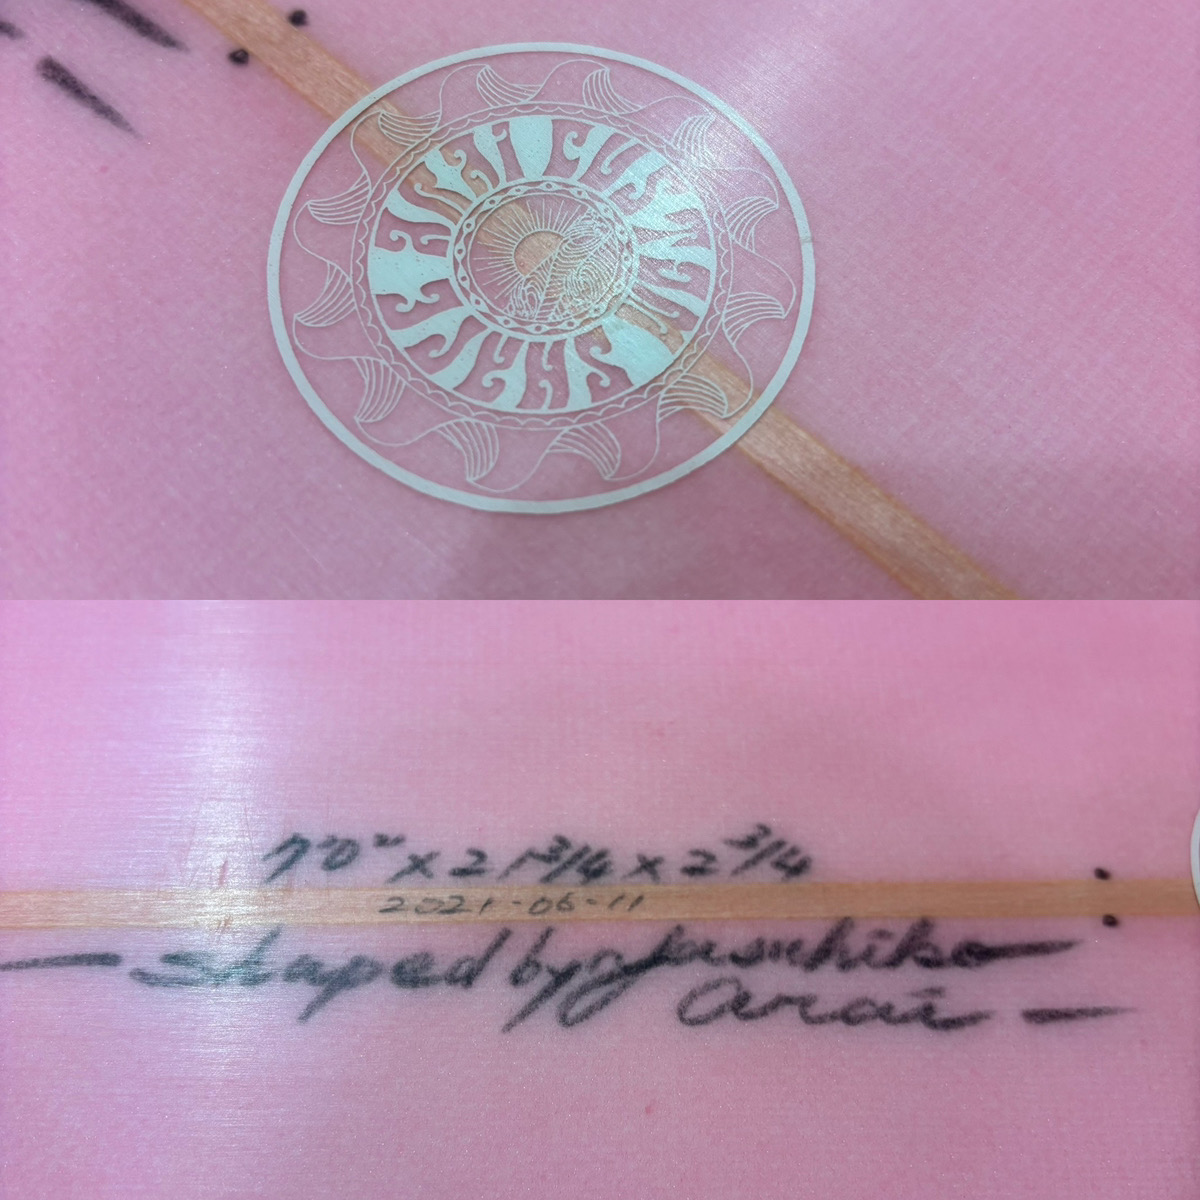 7'0" x 21 3/4 x 2 3/4
2021-06-11
Shaped by Yasuhiko
Arai